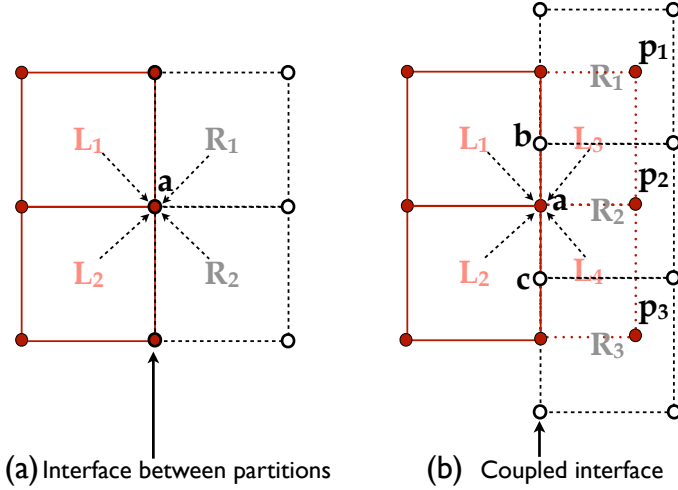 p₁
R₁
L₁ R₁ L₁ b L₃
a
p₂
a
R₂
L₂ R₂ L₂ c L₄
p₃
R₃
(a) Interface between partitions (b) Coupled interface